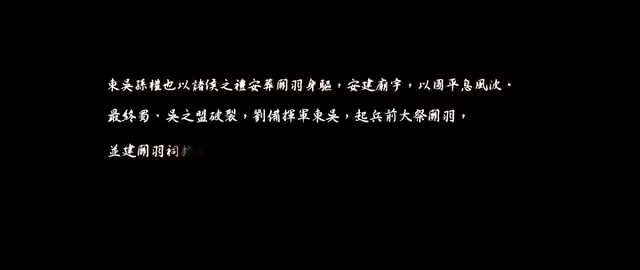 東吳孫權也以諸侯之禮安葬關羽身軀，安建廟宇，以圖平息風波。
最終蜀、吳之盟破裂，劉備揮軍東吳，起兵前大祭關羽，
並建關羽祠於